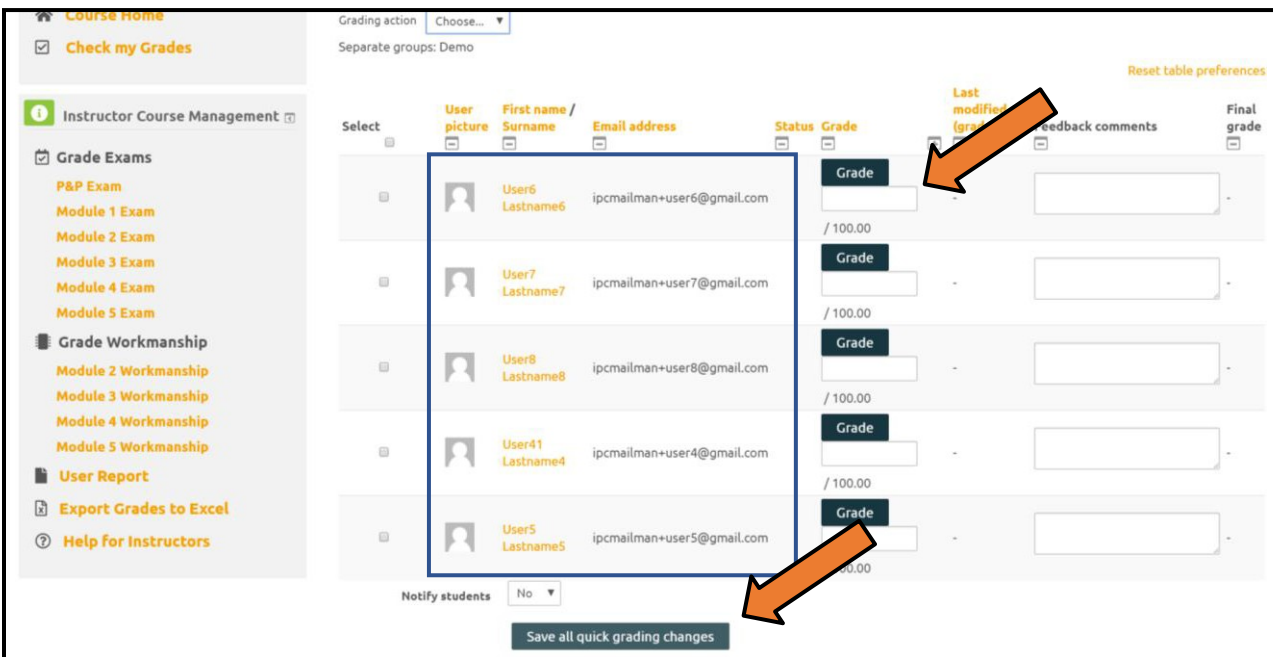 Course Home
Check my Grades
Instructor Course Management
Grade Exams
P&P Exam
Module 1 Exam
Module 2 Exam
Module 3 Exam
Module 4 Exam
Module 5 Exam
Grade Workmanship
Module 2 Workmanship
Module 3 Workmanship
Module 4 Workmanship
Module 5 Workmanship
User Report
Export Grades to Excel
Help for Instructors
Grading action Choose...
Separate groups: Demo
Reset table preferences
Select User picture First name / Surname Email address Status Grade Last modified Feedback comments Final grade
User6 Lastname6 ipcmailman+user6@gmail.com Grade - -
/ 100.00
User7 Lastname7 ipcmailman+user7@gmail.com Grade - -
/ 100.00
User8 Lastname8 ipcmailman+user8@gmail.com Grade - -
/ 100.00
User41 Lastname4 ipcmailman+user4@gmail.com Grade - -
/ 100.00
User5 Lastname5 ipcmailman+user5@gmail.com Grade - -
Notify students No
Save all quick grading changes